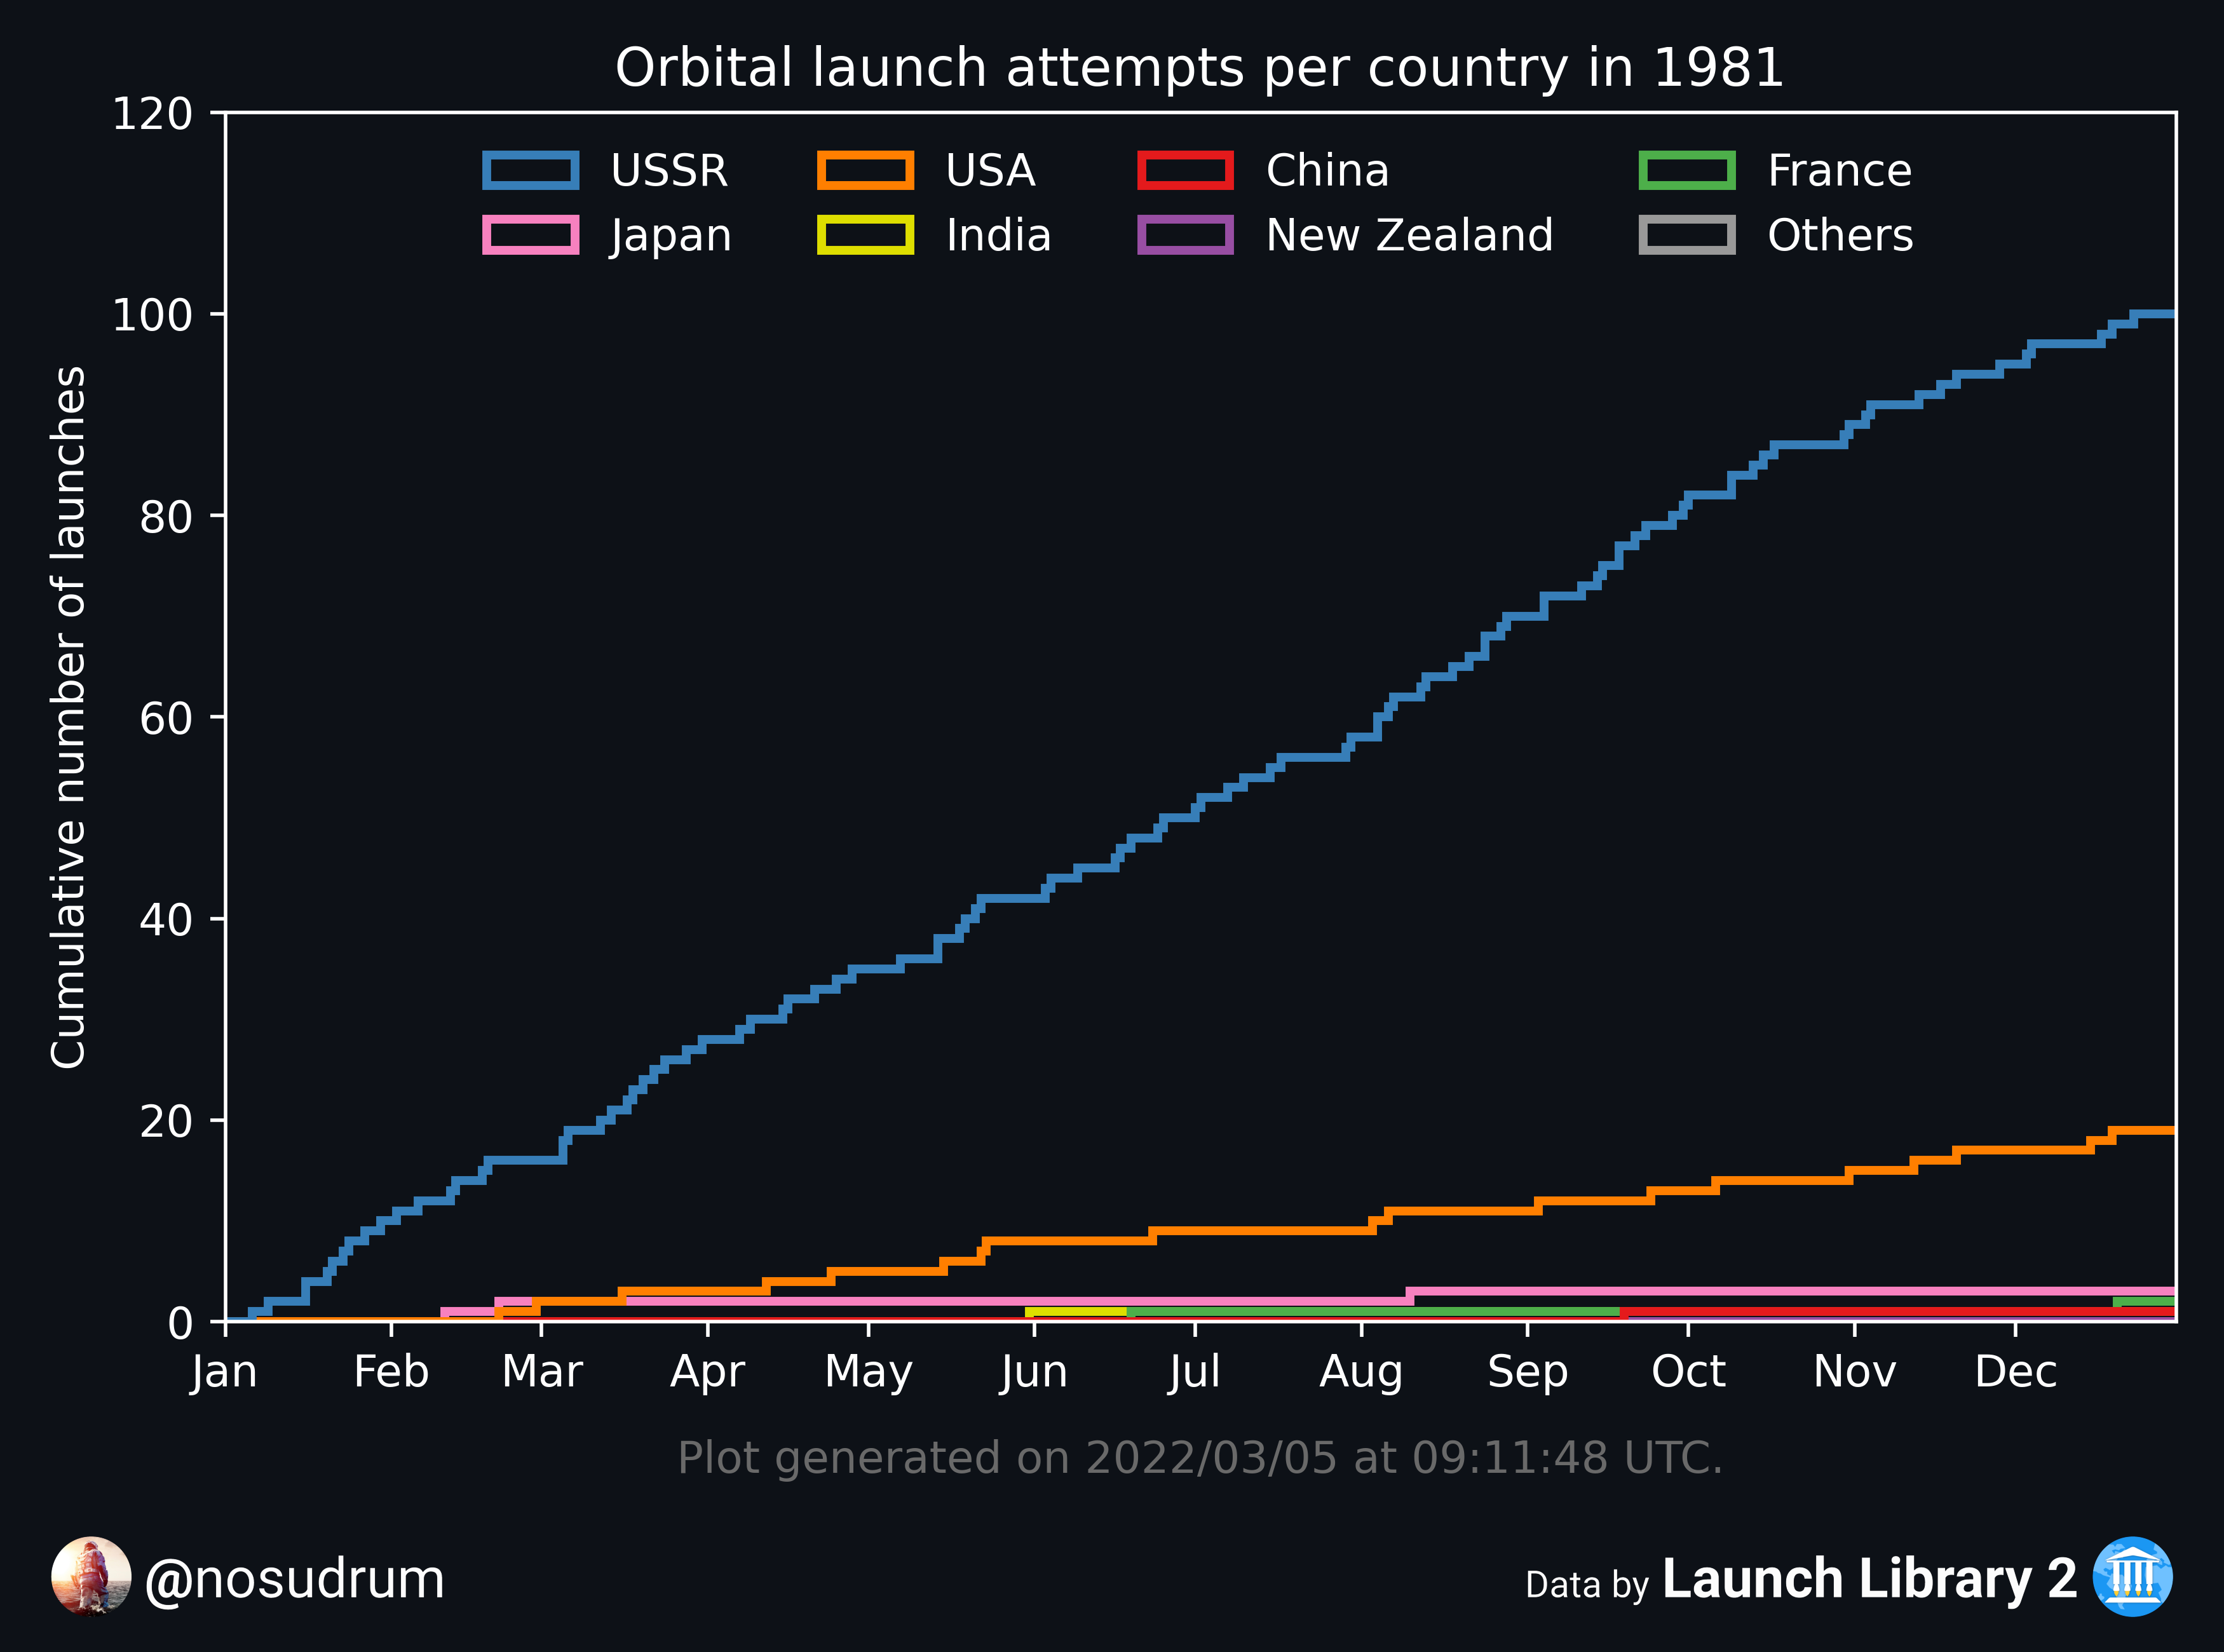 Orbital launch attempts per country in 1981
120
USSR USA China France
Japan India New Zealand Others
100
80
60
40
20
0
Cumulative number of launches
Jan Feb Mar Apr May Jun Jul Aug Sep Oct Nov Dec
Plot generated on 2022/03/05 at 09:11:48 UTC.
@nosudrum
Data by Launch Library 2